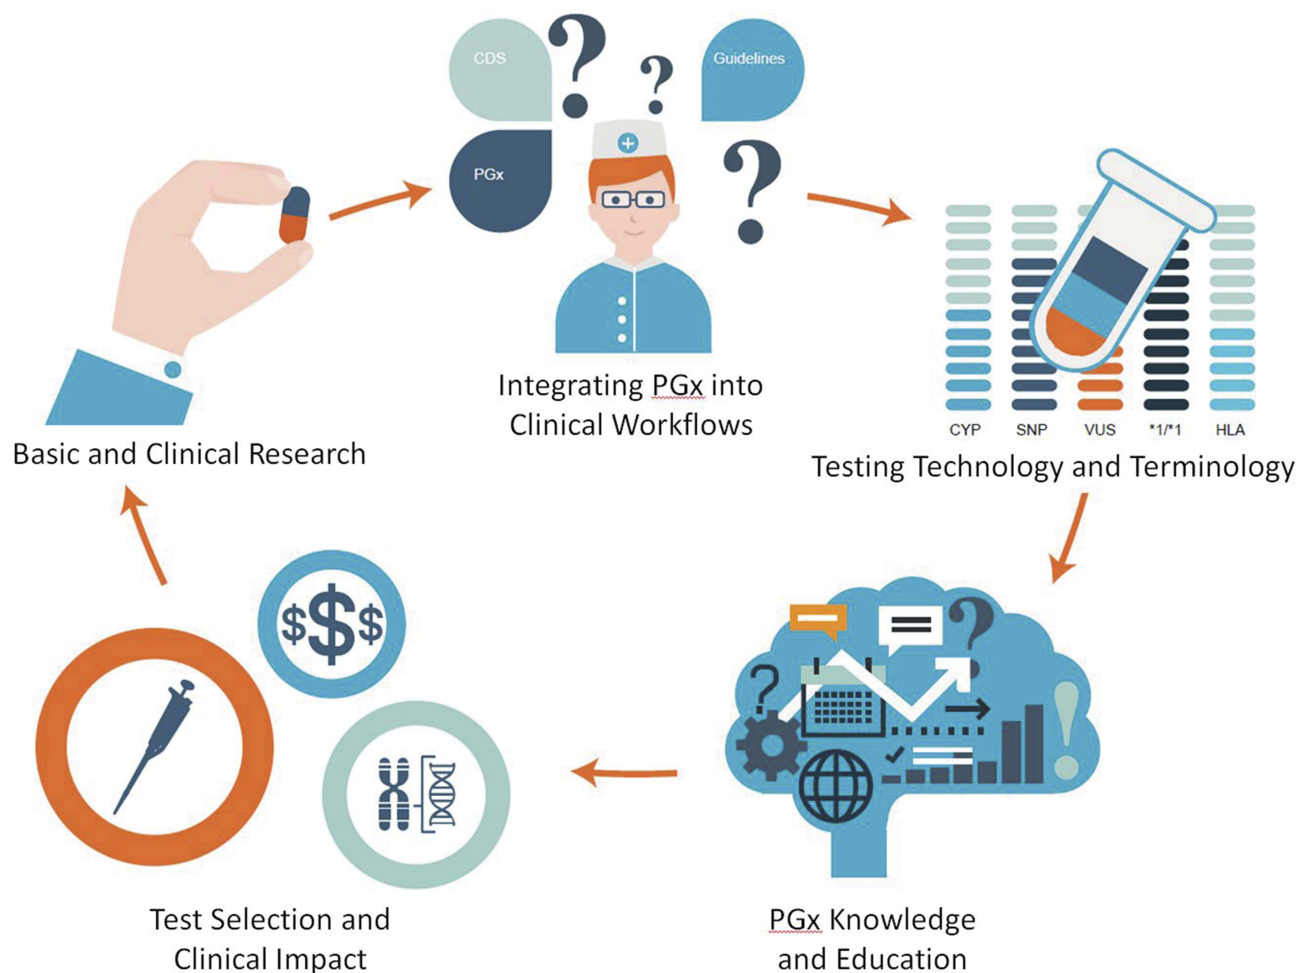 CDS
Guidelines
PGx
Integrating PGx into
Clinical Workflows
Basic and Clinical Research
CYP SNP VUS *1/*1 HLA
Testing Technology and Terminology
? ? ?
$$$
? ? !
Test Selection and
Clinical Impact
PGx Knowledge
and Education